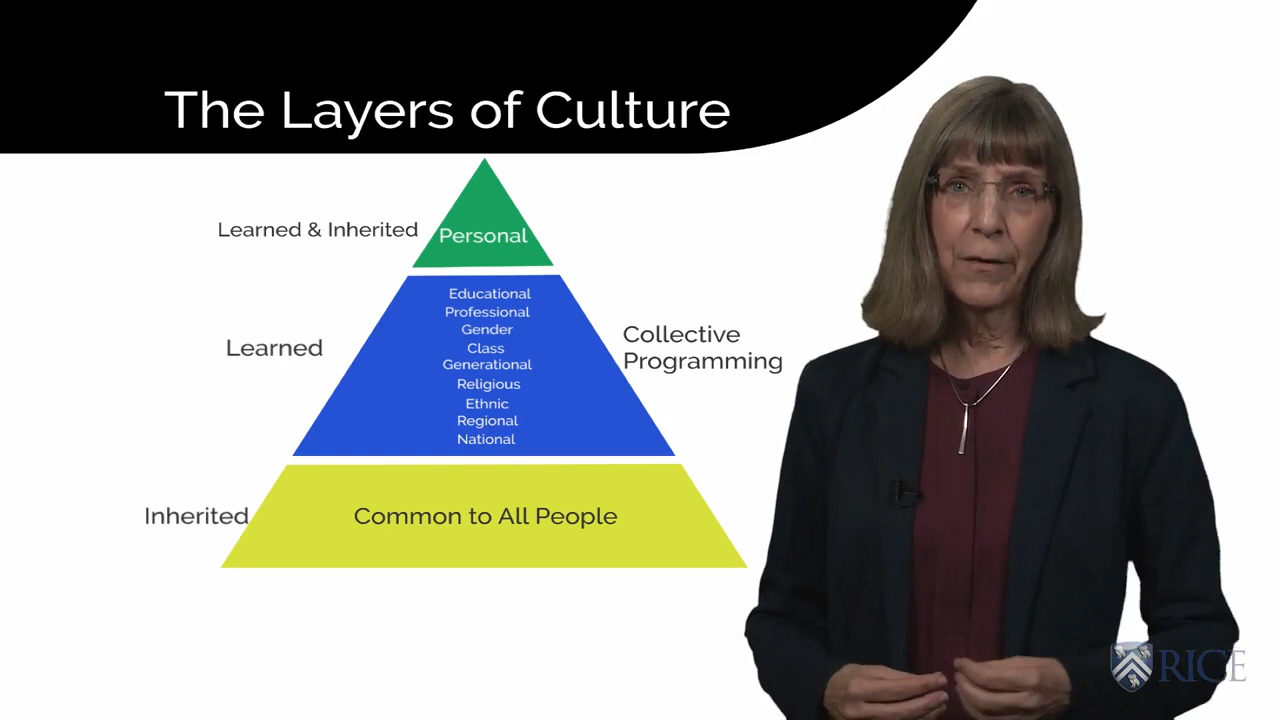 The Layers of Culture
Learned & Inherited
Personal
Educational
Professional
Gender
Class
Generational
Religious
Ethnic
Regional
National
Learned
Collective
Programming
Inherited
Common to All People
RICE